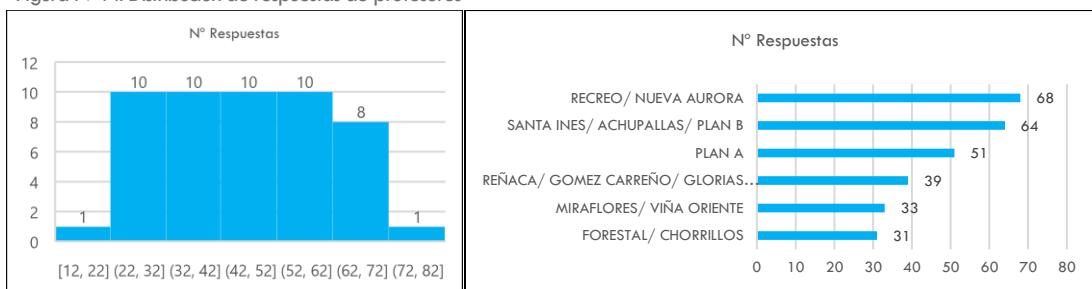 N° Respuestas
12
10
8
6
4
2
0
1
10
10
10
10
8
1
[12, 22] (22, 32] (32, 42] (42, 52] (52, 62] (62, 72] (72, 82]
N° Respuestas
RECREO/ NUEVA AURORA 68
SANTA INES/ ACHUPALLAS/ PLAN B 64
PLAN A 51
REÑACA/ GOMEZ CARREÑO/ GLORIAS... 39
MIRAFLORES/ VIÑA ORIENTE 33
FORESTAL/ CHORRILLOS 31
0 10 20 30 40 50 60 70 80